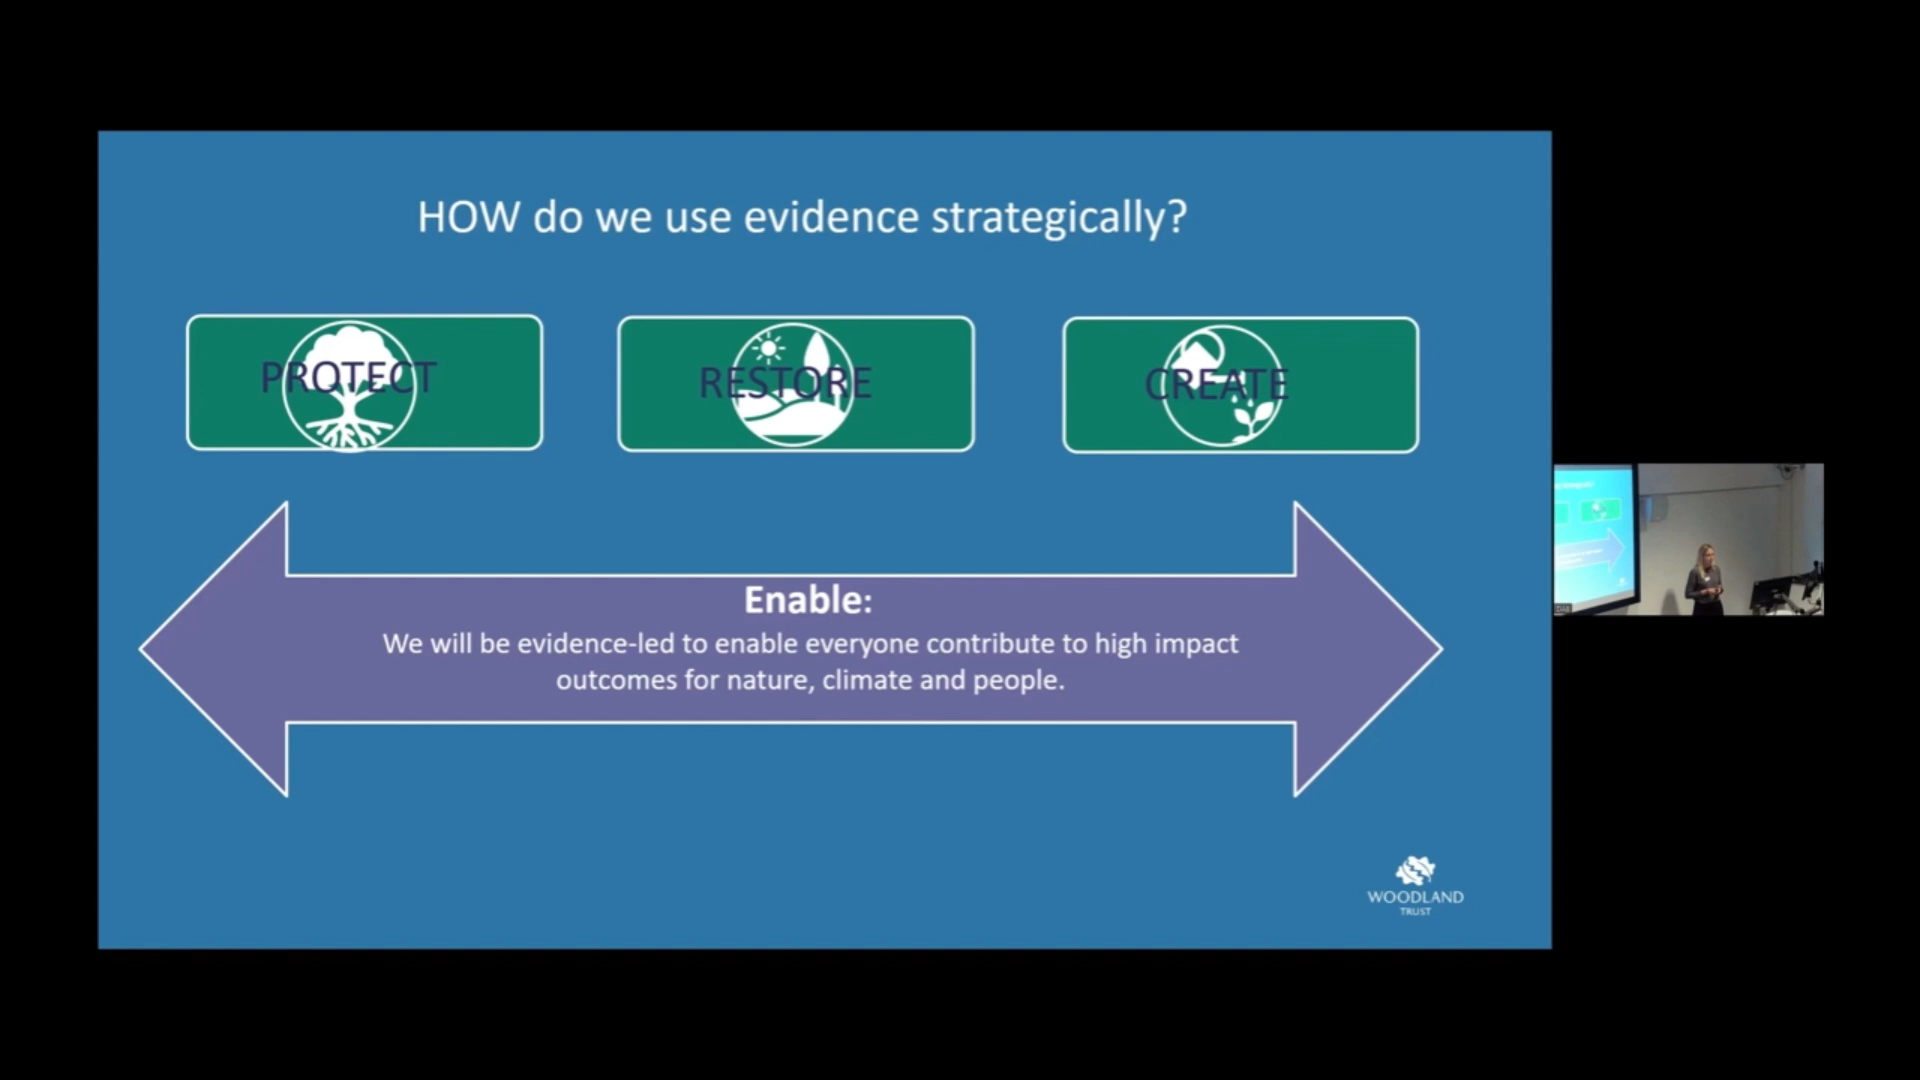 HOW do we use evidence strategically?
PROTECT
RESTORE
CREATE
Enable:
We will be evidence-led to enable everyone contribute to high impact
outcomes for nature, climate and people.
WOODLAND
TRUST